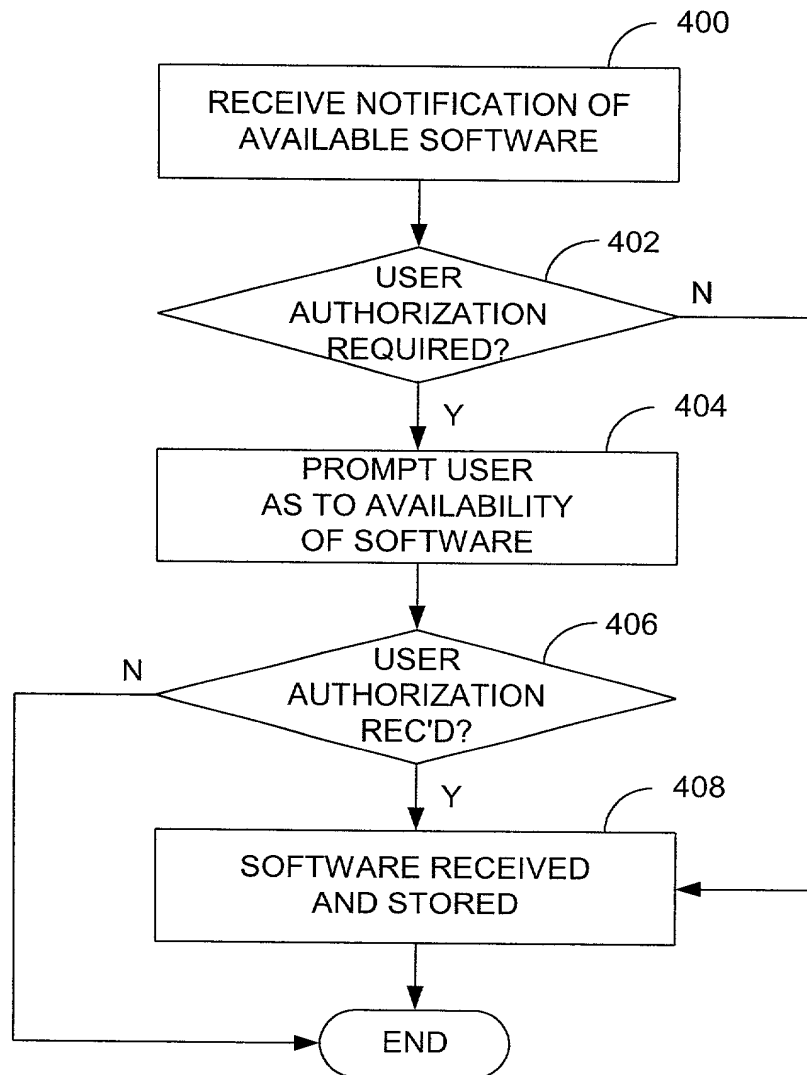 400
RECEIVE NOTIFICATION OF
AVAILABLE SOFTWARE
402
USER
AUTHORIZATION
REQUIRED?
N
Y
404
PROMPT USER
AS TO AVAILABILITY
OF SOFTWARE
406
N
USER
AUTHORIZATION
REC'D?
Y
408
SOFTWARE RECEIVED
AND STORED
END